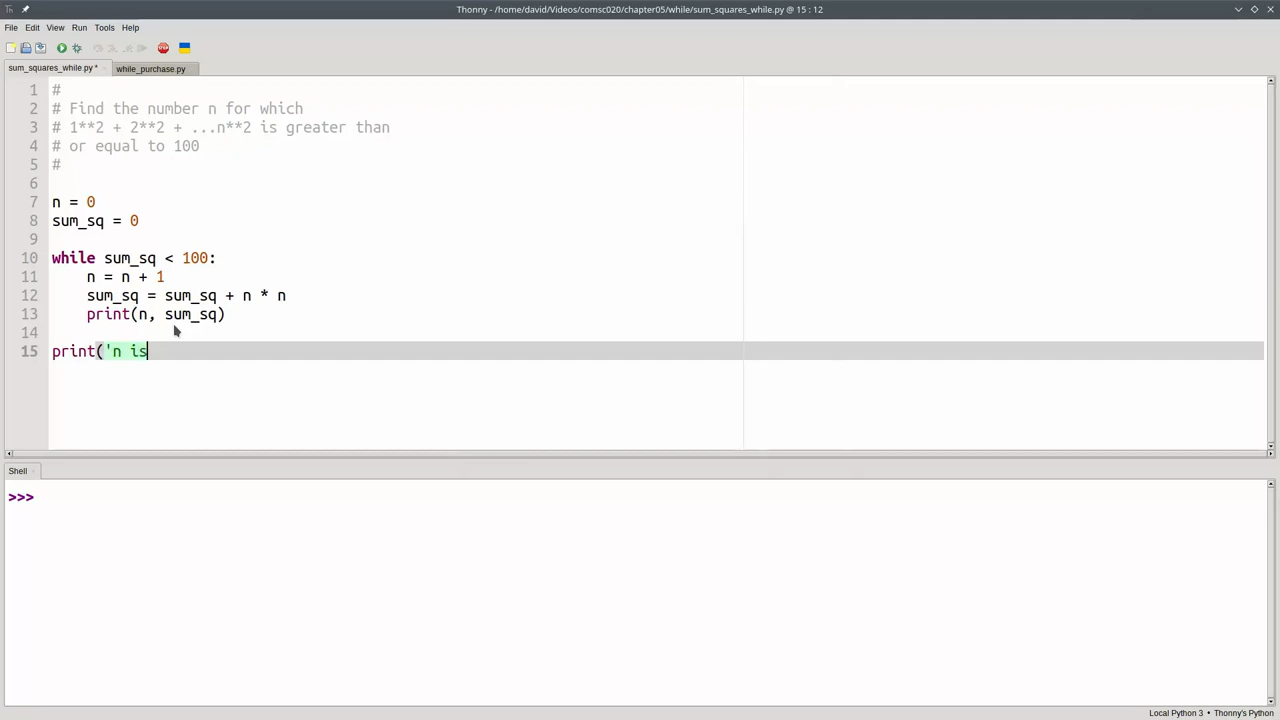 Thonny - /home/david/Videos/comsc020/chapter05/while/sum_squares_while.py @ 15 : 12
File Edit View Run Tools Help
STOP
sum_squares_while.py * while_purchase.py
1 #
2 # Find the number n for which
3 # 1**2 + 2**2 + ...n**2 is greater than
4 # or equal to 100
5 #
6
7 n = 0
8 sum_sq = 0
9
10 while sum_sq < 100:
11 n = n + 1
12 sum_sq = sum_sq + n * n
13 print(n, sum_sq)
14
15 print('n is
Shell
>>>
Local Python 3 • Thonny's Python